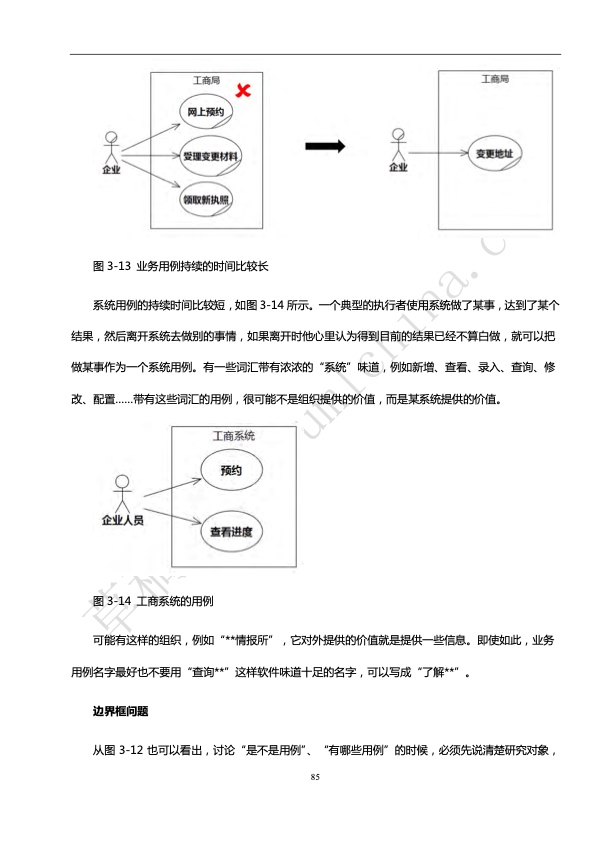 工商局
网上预约
受理变更材料
领取新执照
企业
工商局
变更地址
企业
图 3-13 业务用例持续的时间比较长
系统用例的持续时间比较短，如图 3-14 所示。一个典型的执行者使用系统做了某事，达到了某个
结果，然后离开系统去做别的事情，如果离开时他心里认为得到目前的结果已经不算白做，就可以把
做某事作为一个系统用例。有一些词汇带有浓浓的“系统”味道，例如新增、查看、录入、查询、修
改、配置……带有这些词汇的用例，很可能不是组织提供的价值，而是某系统提供的价值。
工商系统
预约
查看进度
企业人员
图 3-14 工商系统的用例
可能有这样的组织，例如“**情报所”，它对外提供的价值就是提供一些信息。即使如此，业务
用例名字最好也不要用“查询**”这样软件味道十足的名字，可以写成“了解**”。
边界框问题
从图 3-12 也可以看出，讨论“是不是用例”、“有哪些用例”的时候，必须先说清楚研究对象，
85
umlchina.c